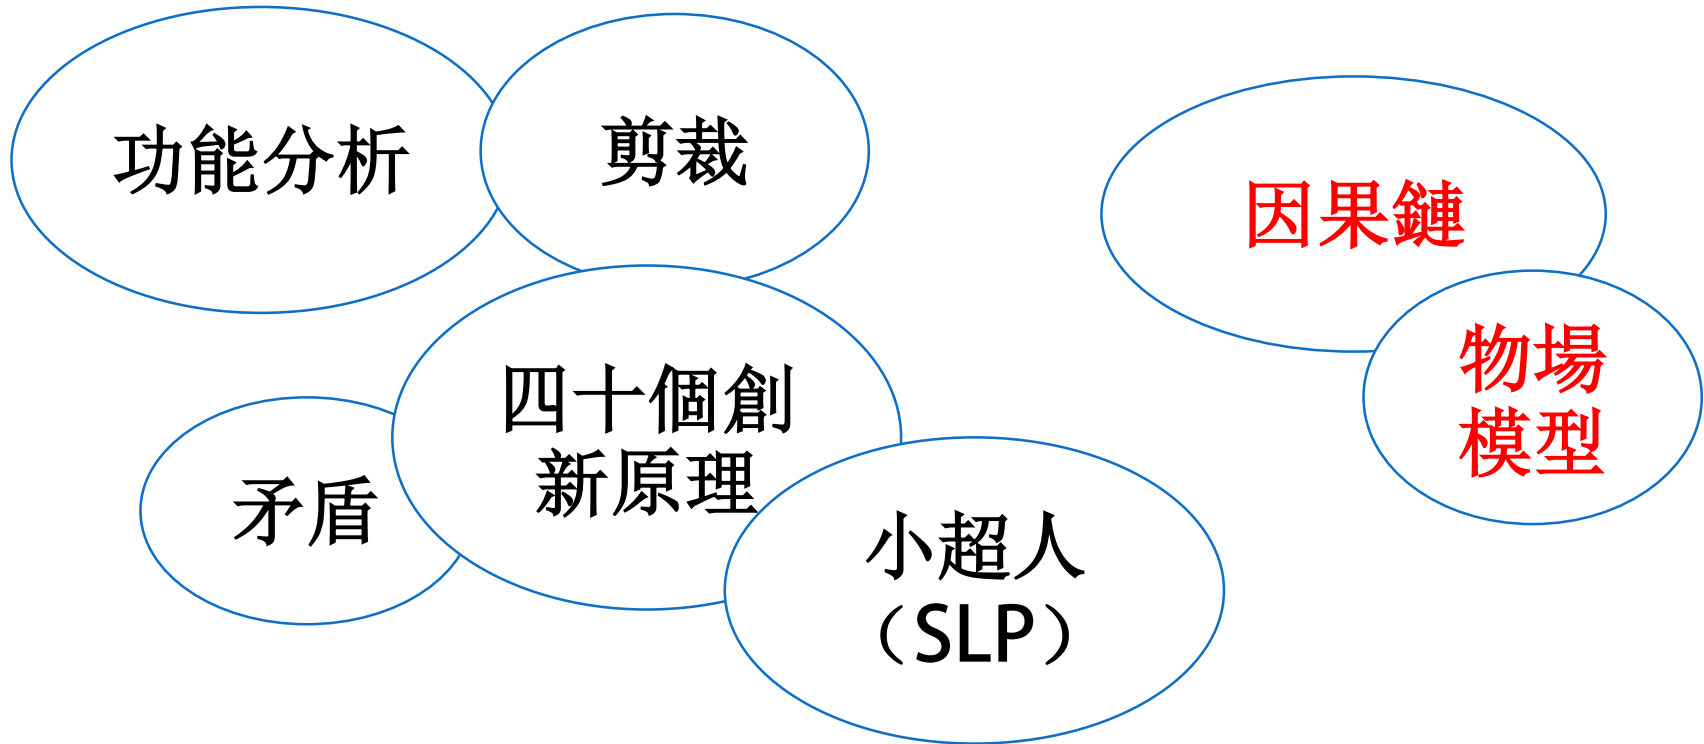 功能分析
剪裁
因果鏈
物場
模型
四十個創
新原理
矛盾
小超人
（SLP）